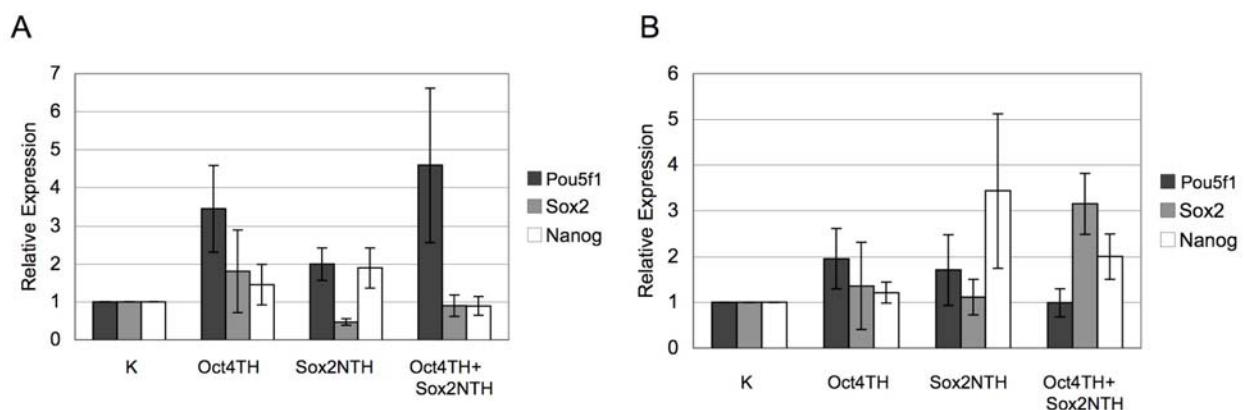 A
Relative Expression
7
6
5
4
3
2
1
0
K
Oct4TH
Sox2NTH
Oct4TH+
Sox2NTH
Pou5f1
Sox2
Nanog
B
Relative Expression
6
5
4
3
2
1
0
K
Oct4TH
Sox2NTH
Oct4TH+
Sox2NTH
Pou5f1
Sox2
Nanog